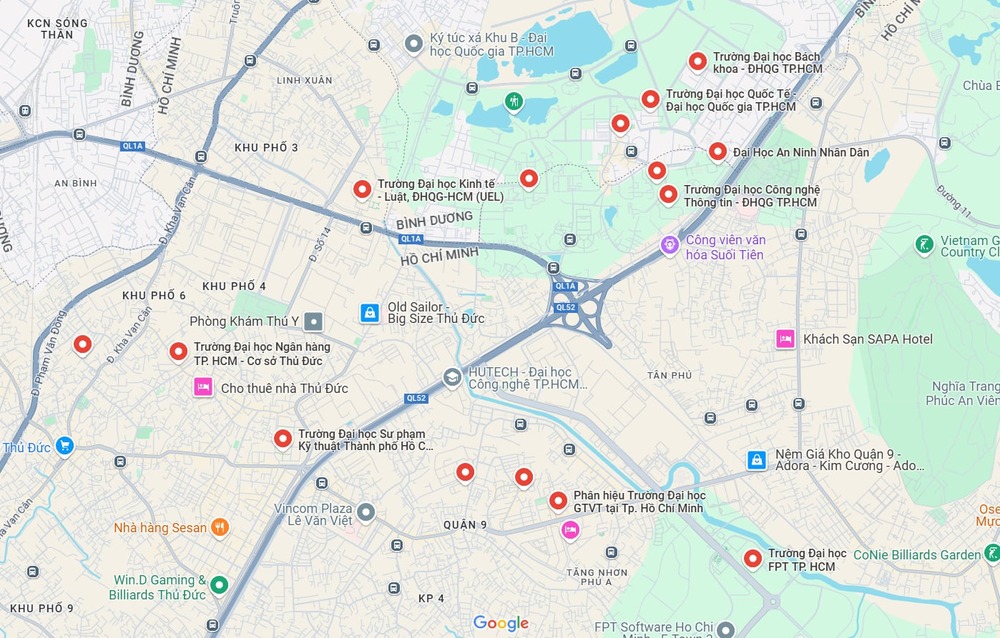 KCN SÓNG
THẦN
BÌNH DƯƠNG
HỒ CHÍ MINH
Ký túc xá Khu B - Đại
học Quốc gia TP.HCM
LINH XUÂN
Trường Đại học Bách
khoa - ĐHQG TP.HCM
Trường Đại học Quốc Tế -
Đại học Quốc gia TP.HCM
Chùa B
QL1A
KHU PHỐ 3
Đại Học An Ninh Nhân Dân
AN BÌNH
Trường Đại học Kinh tế
- Luật, ĐHQG-HCM (UEL)
Trường Đại học Công nghệ
Thông tin - ĐHQG TP.HCM
Đường 11
Đ. Kha Vạn Cân
Đ. Số 14
BÌNH DƯƠNG
QL1A
HỒ CHÍ MINH
Công viên văn
hóa Suối Tiên
Vietnam G
Country Cl
KHU PHỐ 4
KHU PHỐ 6
QL1A
QL52
Old Sailor -
Big Size Thủ Đức
Phòng Khám Thú Y
Đ. Phạm Văn Đồng
Đ. Kha Vạn Cân
Trường Đại học Ngân hàng
TP. HCM - Cơ sở Thủ Đức
Khách Sạn SAPA Hotel
Cho thuê nhà Thủ Đức
HUTECH - Đại học
Công nghệ TP.HCM...
TÂN PHÚ
Nghĩa Trang
Phúc An Viên
QL52
Trường Đại học Sư phạm
Kỹ thuật Thành phố Hồ C...
Thủ Đức
Nệm Giá Kho Quận 9 -
Adora - Kim Cương - Ado...
Phân hiệu Trường Đại học
GTVT tại Tp. Hồ Chí Minh
Vincom Plaza
Lê Văn Việt
QUẬN 9
Nhà hàng Sesan
Trường Đại học
FPT TP. HCM
CoNie Billiards Garden
TĂNG NHƠN
PHÚ A
Win.D Gaming &
Billiards Thủ Đức
KP 4
KHU PHỐ 9
Google
FPT Software Ho Chi